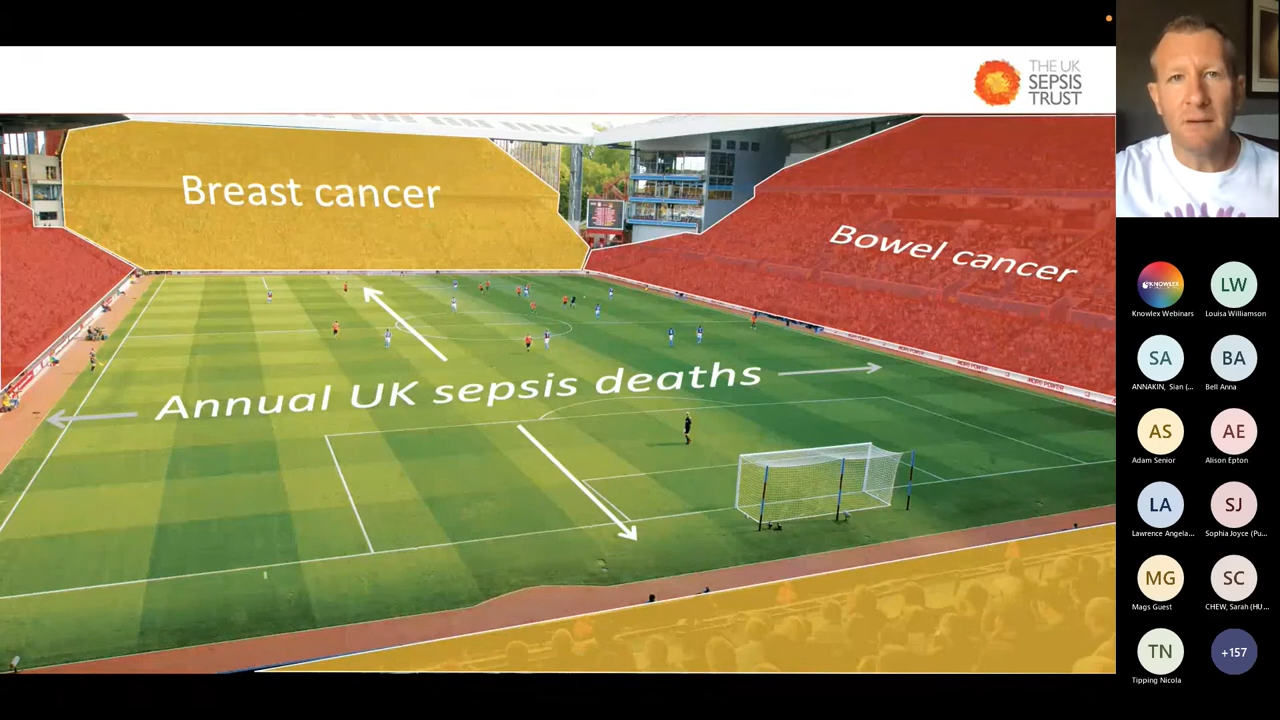 THE UK
SEPSIS
TRUST
Breast cancer
Bowel cancer
Annual UK sepsis deaths
KNOWLEX
Knowlex Webinars
LW
Louisa Williamson
SA
ANNAKIN, Sian (...
BA
Bell Anna
AS
Adam Senior
AE
Alison Epton
LA
Lawrence Angela...
SJ
Sophia Joyce (Pu...
MG
Mags Guest
SC
CHEW, Sarah (HU...
TN
Tipping Nicola
+157